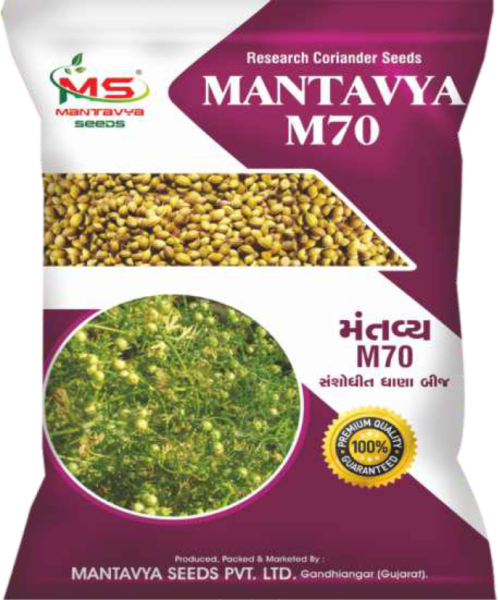 MS
MANTAVYA
SEEDS
Research Coriander Seeds
MANTAVYA
M70
મંતવ્ય
M70
સંશોધીત ધાણા બીજ
PREMIUM QUALITY
100%
GUARANTEED
Produced, Packed & Marketed By :
MANTAVYA SEEDS PVT. LTD. Gandhiangar (Gujarat).